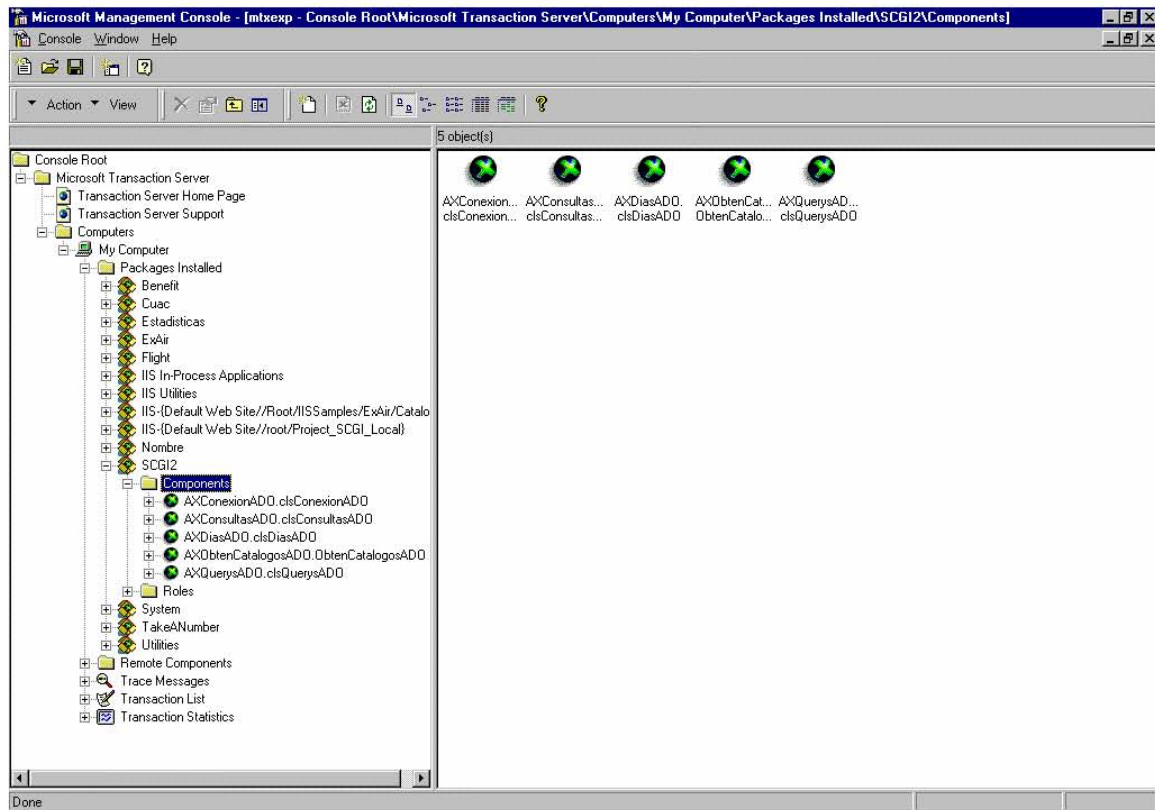 Microsoft Management Console - [mtxexp - Console Root\Microsoft Transaction Server\Computers\My Computer\Packages Installed\SCGI2\Components]
Console Window Help
Action View
5 object(s)
Console Root
Microsoft Transaction Server
Transaction Server Home Page
Transaction Server Support
Computers
My Computer
Packages Installed
Benefit
Cuac
Estadisticas
ExAir
Flight
IIS In-Process Applications
IIS Utilities
IIS-{Default Web Site//Root/IISSamples/ExAir/Catalo
IIS-{Default Web Site//root/Project_SCGI_Local}
Nombre
SCGI2
Components
AXConexionADO.clsConexionADO
AXConsultasADO.clsConsultasADO
AXDiasADO.clsDiasADO
AXObtenCatalogosADO.ObtenCatalogosADO
AXQuerysADO.clsQuerysADO
Roles
System
TakeANumber
Utilities
Remote Components
Trace Messages
Transaction List
Transaction Statistics
AXConexion... AXConsultas... AXDiasADO. AXObtenCat... AXQuerysAD...
clsConexion... clsConsultas... clsDiasADO ObtenCatalo... clsQuerysADO
Done